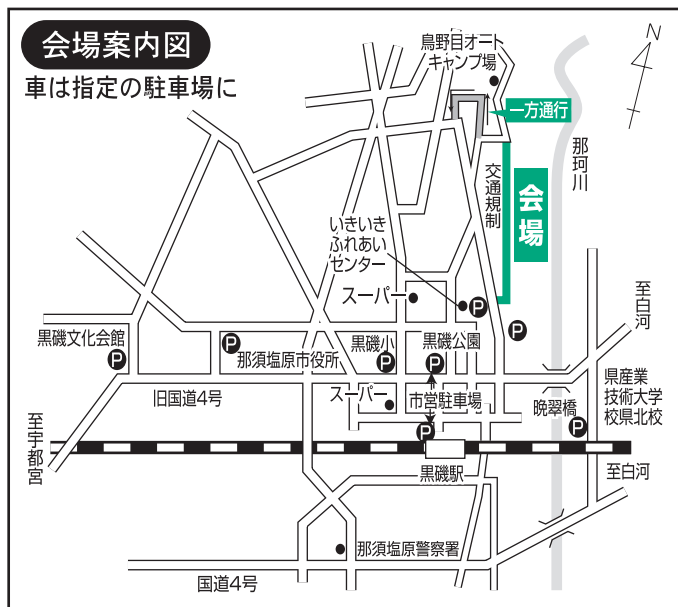 会場案内図
車は指定の駐車場に
N
鳥野目オート
キャンプ場
一方通行
那珂川
交通規制
会場
いきいき
ふれあい
センター
スーパー
P
P
至白河
黒磯文化会館
P
P
那須塩原市役所
黒磯小
P
黒磯公園
P
県産業
技術大学
校県北校
旧国道4号
スーパー
市営駐車場
晩翠橋
P
P
至宇都宮
黒磯駅
至白河
那須塩原警察署
国道4号